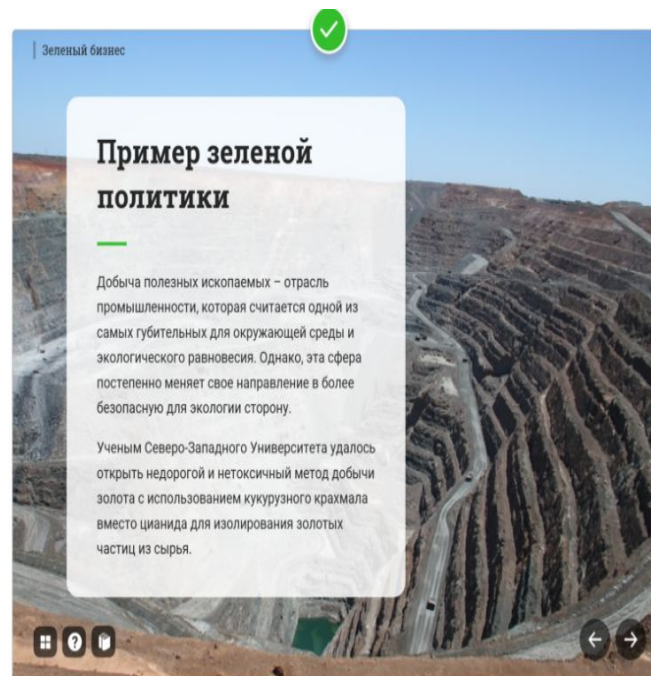 Зеленый бизнес
Пример зеленой
политики
Добыча полезных ископаемых – отрасль
промышленности, которая считается одной из
самых губительных для окружающей среды и
экологического равновесия. Однако, эта сфера
постепенно меняет свое направление в более
безопасную для экологии сторону.
Ученым Северо-Западного Университета удалось
открыть недорогой и нетоксичный метод добычи
золота с использованием кукурузного крахмала
вместо цианида для изолирования золотых
частиц из сырья.